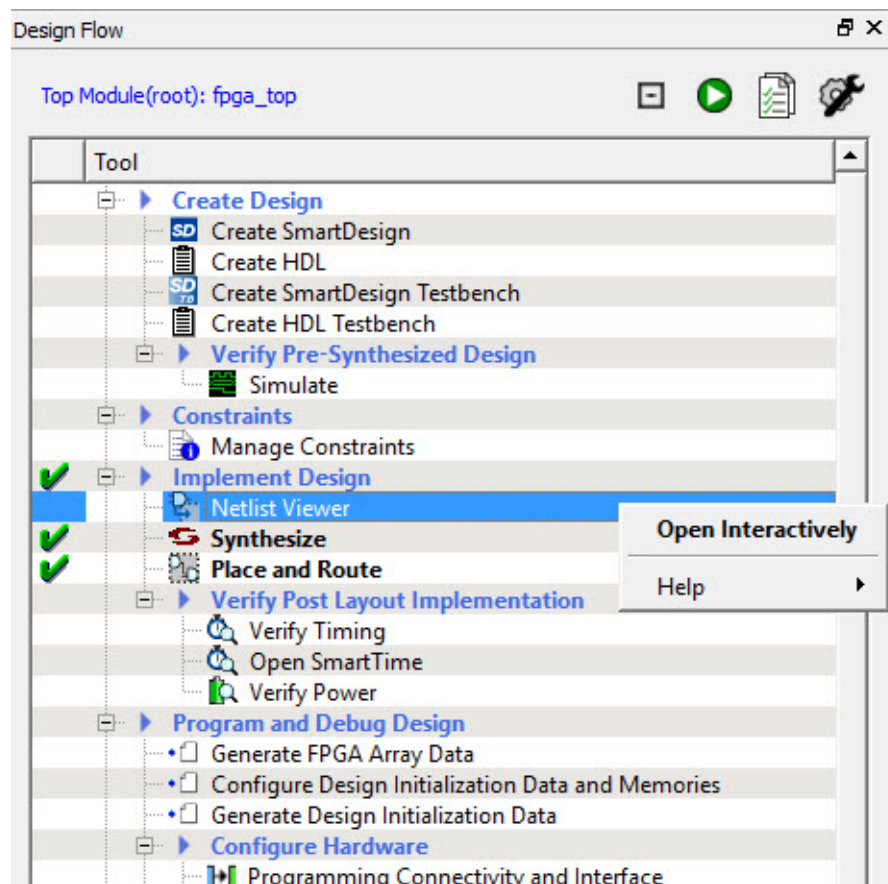 Design Flow
Top Module(root): fpga_top
Tool
Create Design
SD Create SmartDesign
Create HDL
SD TB Create SmartDesign Testbench
Create HDL Testbench
Verify Pre-Synthesized Design
Simulate
Constraints
Manage Constraints
Implement Design
Netlist Viewer
Open Interactively
Synthesize
Place and Route
Help
Verify Post Layout Implementation
Verify Timing
Open SmartTime
Verify Power
Program and Debug Design
Generate FPGA Array Data
Configure Design Initialization Data and Memories
Generate Design Initialization Data
Configure Hardware
Programming Connectivity and Interface